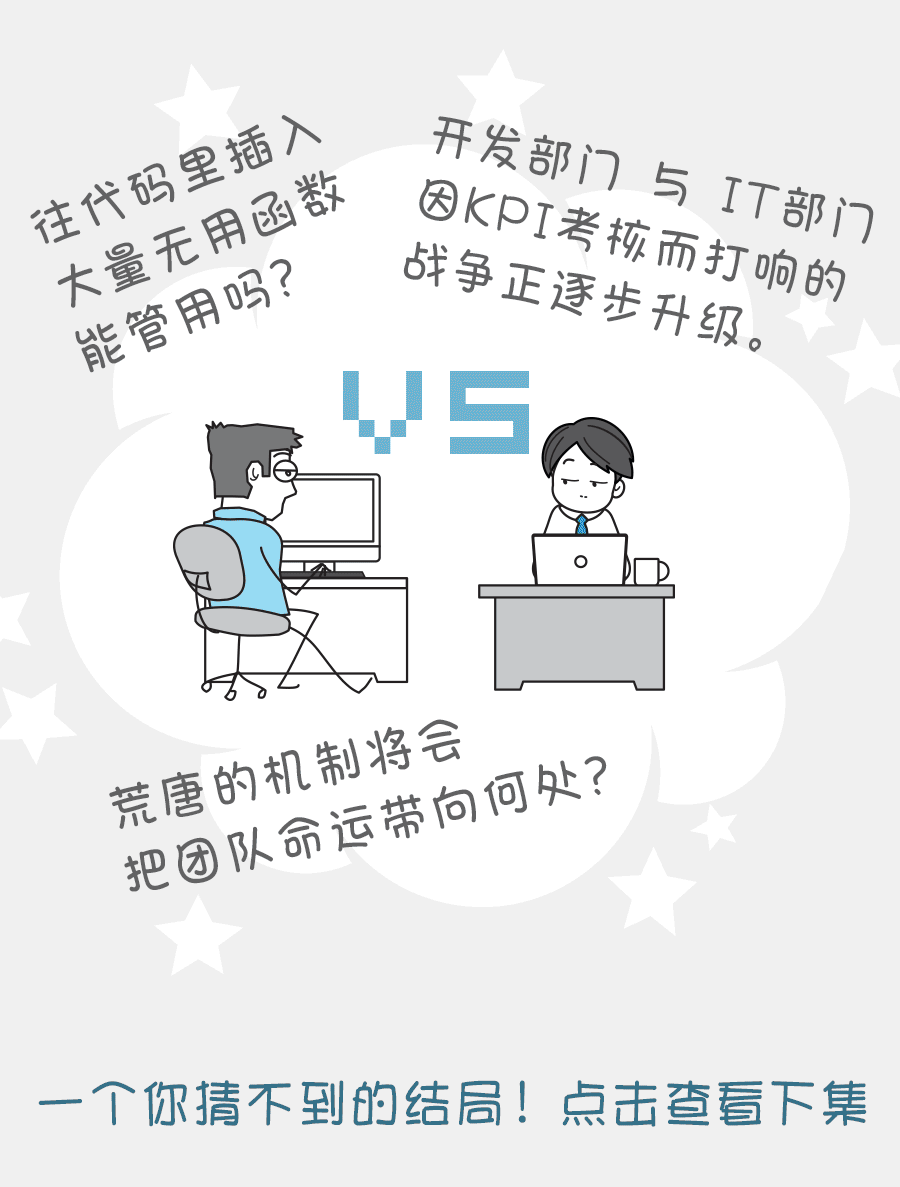 往代码里插入
大量无用函数
能管用吗？
开发部门 与 IT部门
因KPI考核而打响的
战争正逐步升级。
VS
荒唐的机制将会
把团队命运带向何处？
一个你猜不到的结局！点击查看下集